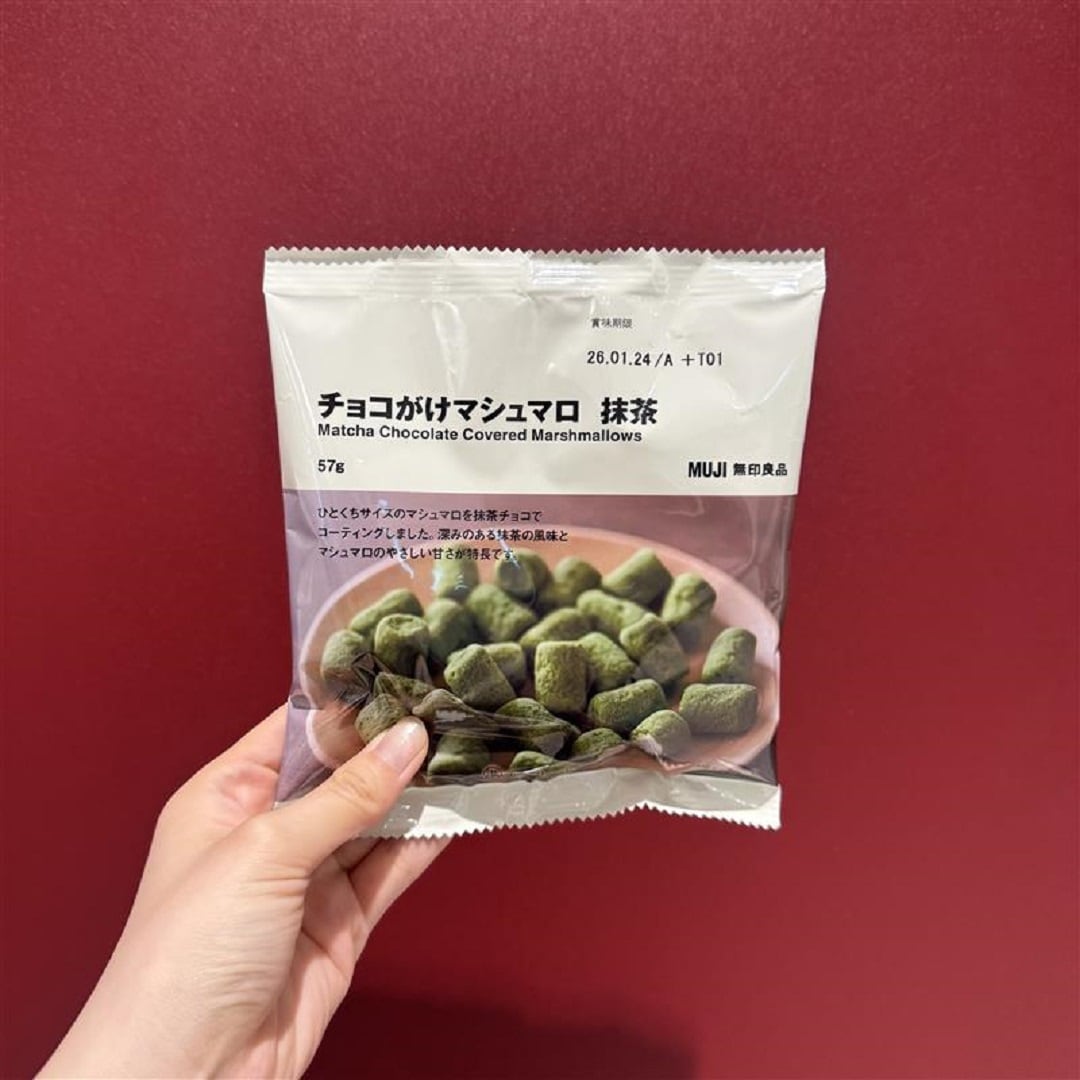 賞味期限
26.01.24/A +T01
チョコがけマシュマロ 抹茶
Matcha Chocolate Covered Marshmallows
57g
MUJI 無印良品
ひとくちサイズのマシュマロを抹茶チョコで
コーティングしました。深みのある抹茶の風味と
マシュマロのやさしい甘さが特長です。